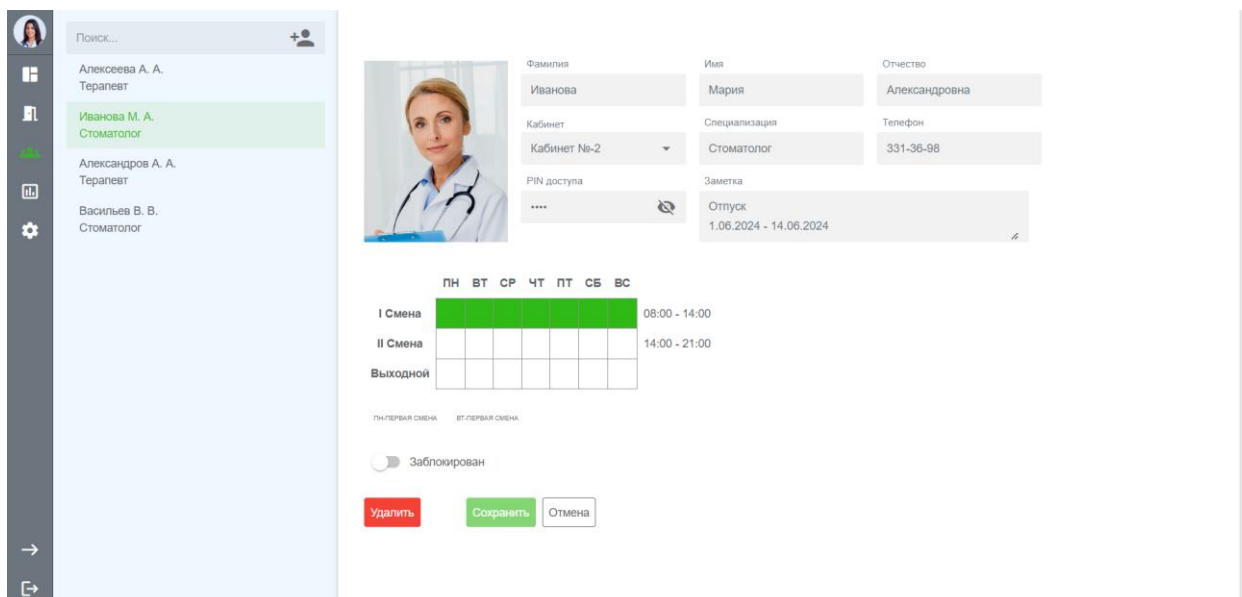 Поиск...
Алексеева А. А.
Терапевт
Иванова М. А.
Стоматолог
Александров А. А.
Терапевт
Васильев В. В.
Стоматолог
Фамилия Имя Отчество
Иванова Мария Александровна
Кабинет Специализация Телефон
Кабинет №-2 Стоматолог 331-36-98
PIN доступа Заметка
•••• Отпуск
1.06.2024 - 14.06.2024
ПН ВТ СР ЧТ ПТ СБ ВС
I Смена 08:00 - 14:00
II Смена 14:00 - 21:00
Выходной
ПН-ПЕРВАЯ СМЕНА ВТ-ПЕРВАЯ СМЕНА
Заблокирован
Удалить Сохранить Отмена